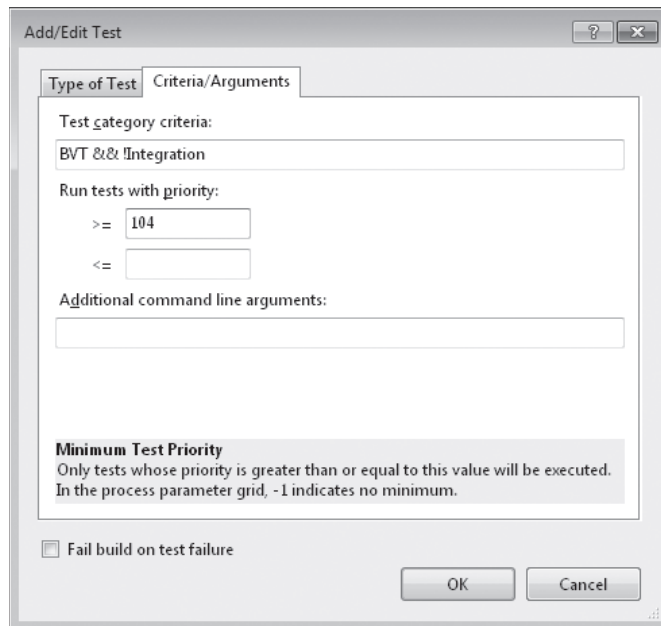 Add/Edit Test
?
Type of Test
Criteria/Arguments
Test category criteria:
BVT && !Integration
Run tests with priority:
>= 104
<=
Additional command line arguments:
Minimum Test Priority
Only tests whose priority is greater than or equal to this value will be executed.
In the process parameter grid, -1 indicates no minimum.
Fail build on test failure
OK
Cancel